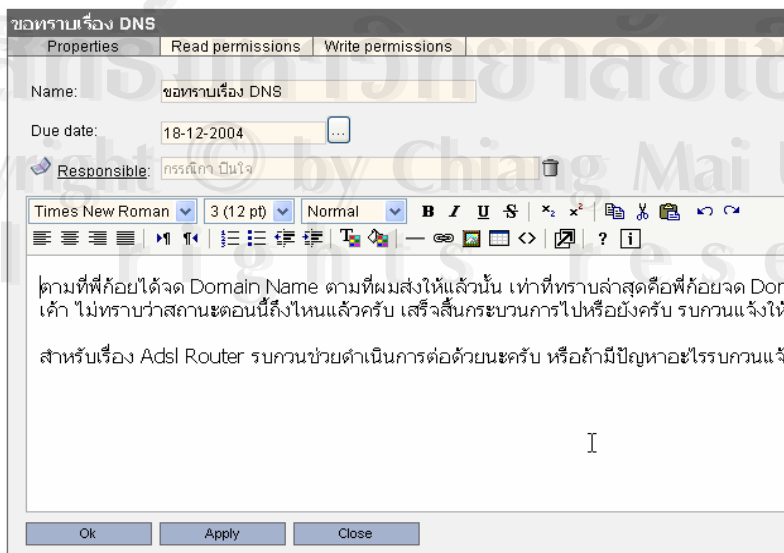 ขอทราบเรื่อง DNS
Properties Read permissions Write permissions
Name: ขอทราบเรื่อง DNS
Due date: 18-12-2004 ...
Responsible: กรรณิกา ปินใจ
Times New Roman 3 (12 pt) Normal B I U S ×₂ ×²
? i
ตามที่พี่ก้อยได้จด Domain Name ตามที่ผมส่งให้แล้วนั้น เท่าที่ทราบล่าสุดคือพี่ก้อยจด Dom
เค้า ไม่ทราบว่าสถานะตอนนี้ถึงไหนแล้วครับ เสร็จสิ้นกระบวนการไปหรือยังครับ รบกวนแจ้งให้
สำหรับเรื่อง Adsl Router รบกวนช่วยดำเนินการต่อด้วยนะครับ หรือถ้ามีปัญหาอะไรรบกวนแจ้
Ok Apply Close
by Chiang Mai U
rights rese